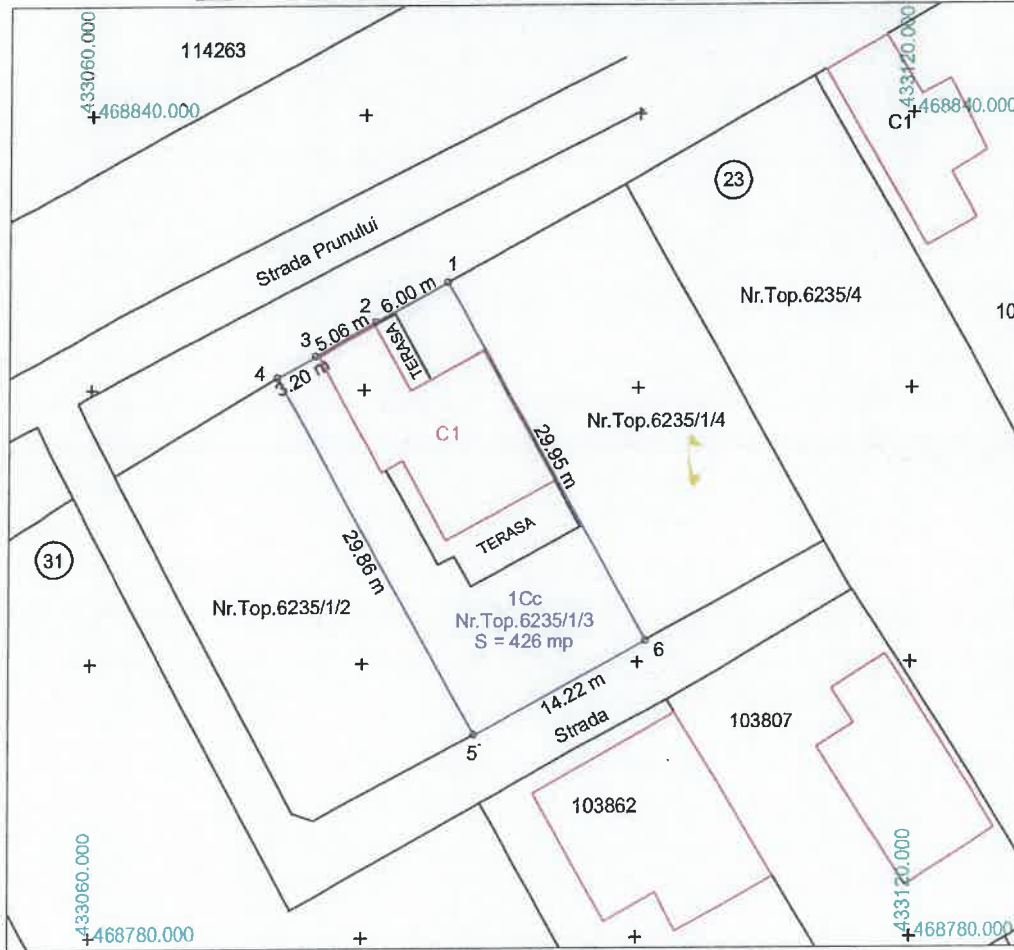 433060.000
114263
433120.000
468840.000
468840.000
C1
23
Strada Prunului
1
6.00 m
2
5.06 m
3
TERASA
3.20 m
4
Nr.Top.6235/4
10
Nr.Top.6235/1/4
C1
29.95 m
TERASA
29.86 m
31
1Cc
Nr.Top.6235/1/2
Nr.Top.6235/1/3
S = 426 mp
6
14.22 m
Strada
5
103807
103862
433060.000
468780.000
433120.000
468780.000